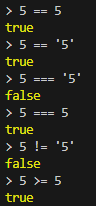 > 5 == 5
true
> 5 == '5'
true
> 5 === '5'
false
> 5 === 5
true
> 5 != '5'
false
> 5 >= 5
true